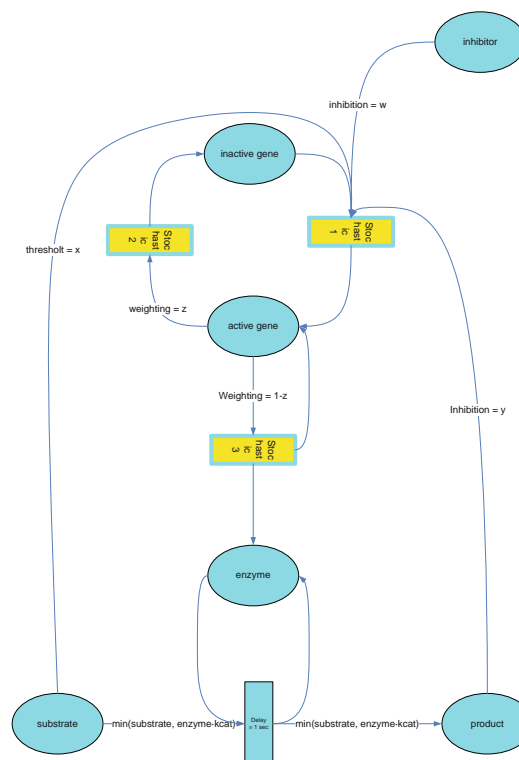 inhibitor
inhibition = w
inactive gene
Stoc
hast
ic
2
Stoc
hast
ic
1
thresholt = x
weighting = z
active gene
Weighting = 1-z
Inhibition = y
Stoc
hast
ic
3
enzyme
substrate
min(substrate, enzyme-kcat)
Delay
= 1 sec
min(substrate, enzyme-kcat)
product